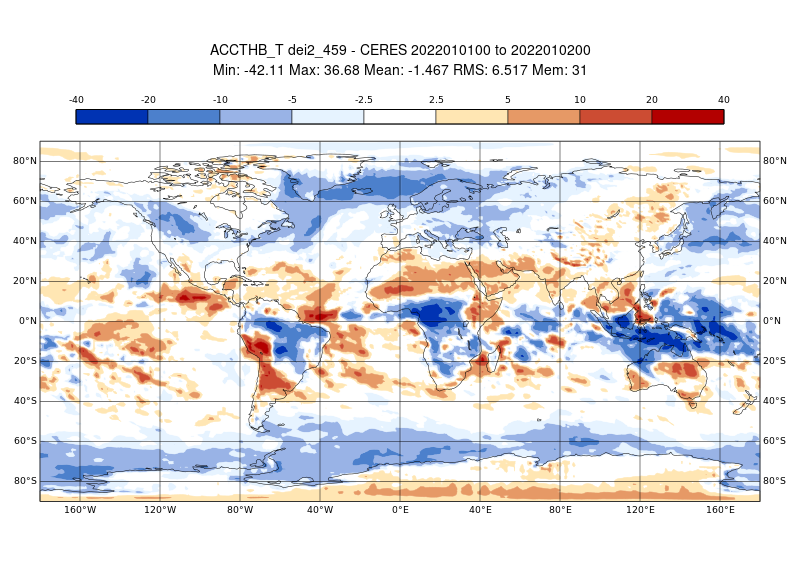 ACCTHB_T dei2_459 - CERES 2022010100 to 2022010200
Min: -42.11 Max: 36.68 Mean: -1.467 RMS: 6.517 Mem: 31
-40 -20 -10 -5 -2.5 2.5 5 10 20 40
80°N 80°N
60°N 60°N
40°N 40°N
20°N 20°N
0°N 0°N
20°S 20°S
40°S 40°S
60°S 60°S
80°S 80°S
160°W 120°W 80°W 40°W 0°E 40°E 80°E 120°E 160°E